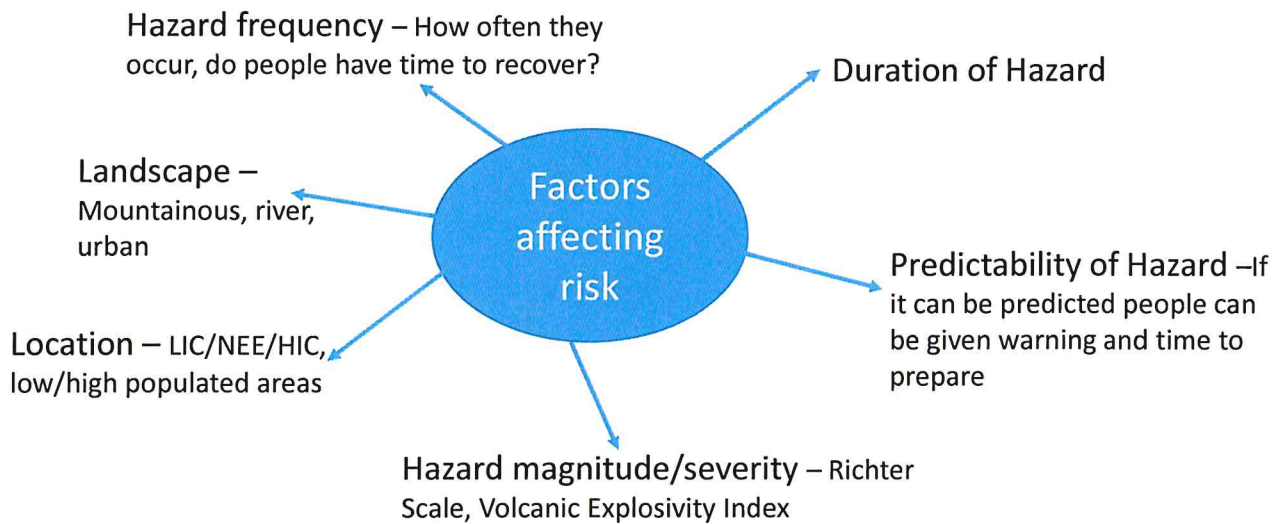 Hazard frequency – How often they
occur, do people have time to recover?
Duration of Hazard
Landscape –
Mountainous, river,
urban
Factors
affecting
risk
Predictability of Hazard –If
it can be predicted people can
be given warning and time to
prepare
Location – LIC/NEE/HIC,
low/high populated areas
Hazard magnitude/severity – Richter
Scale, Volcanic Explosivity Index